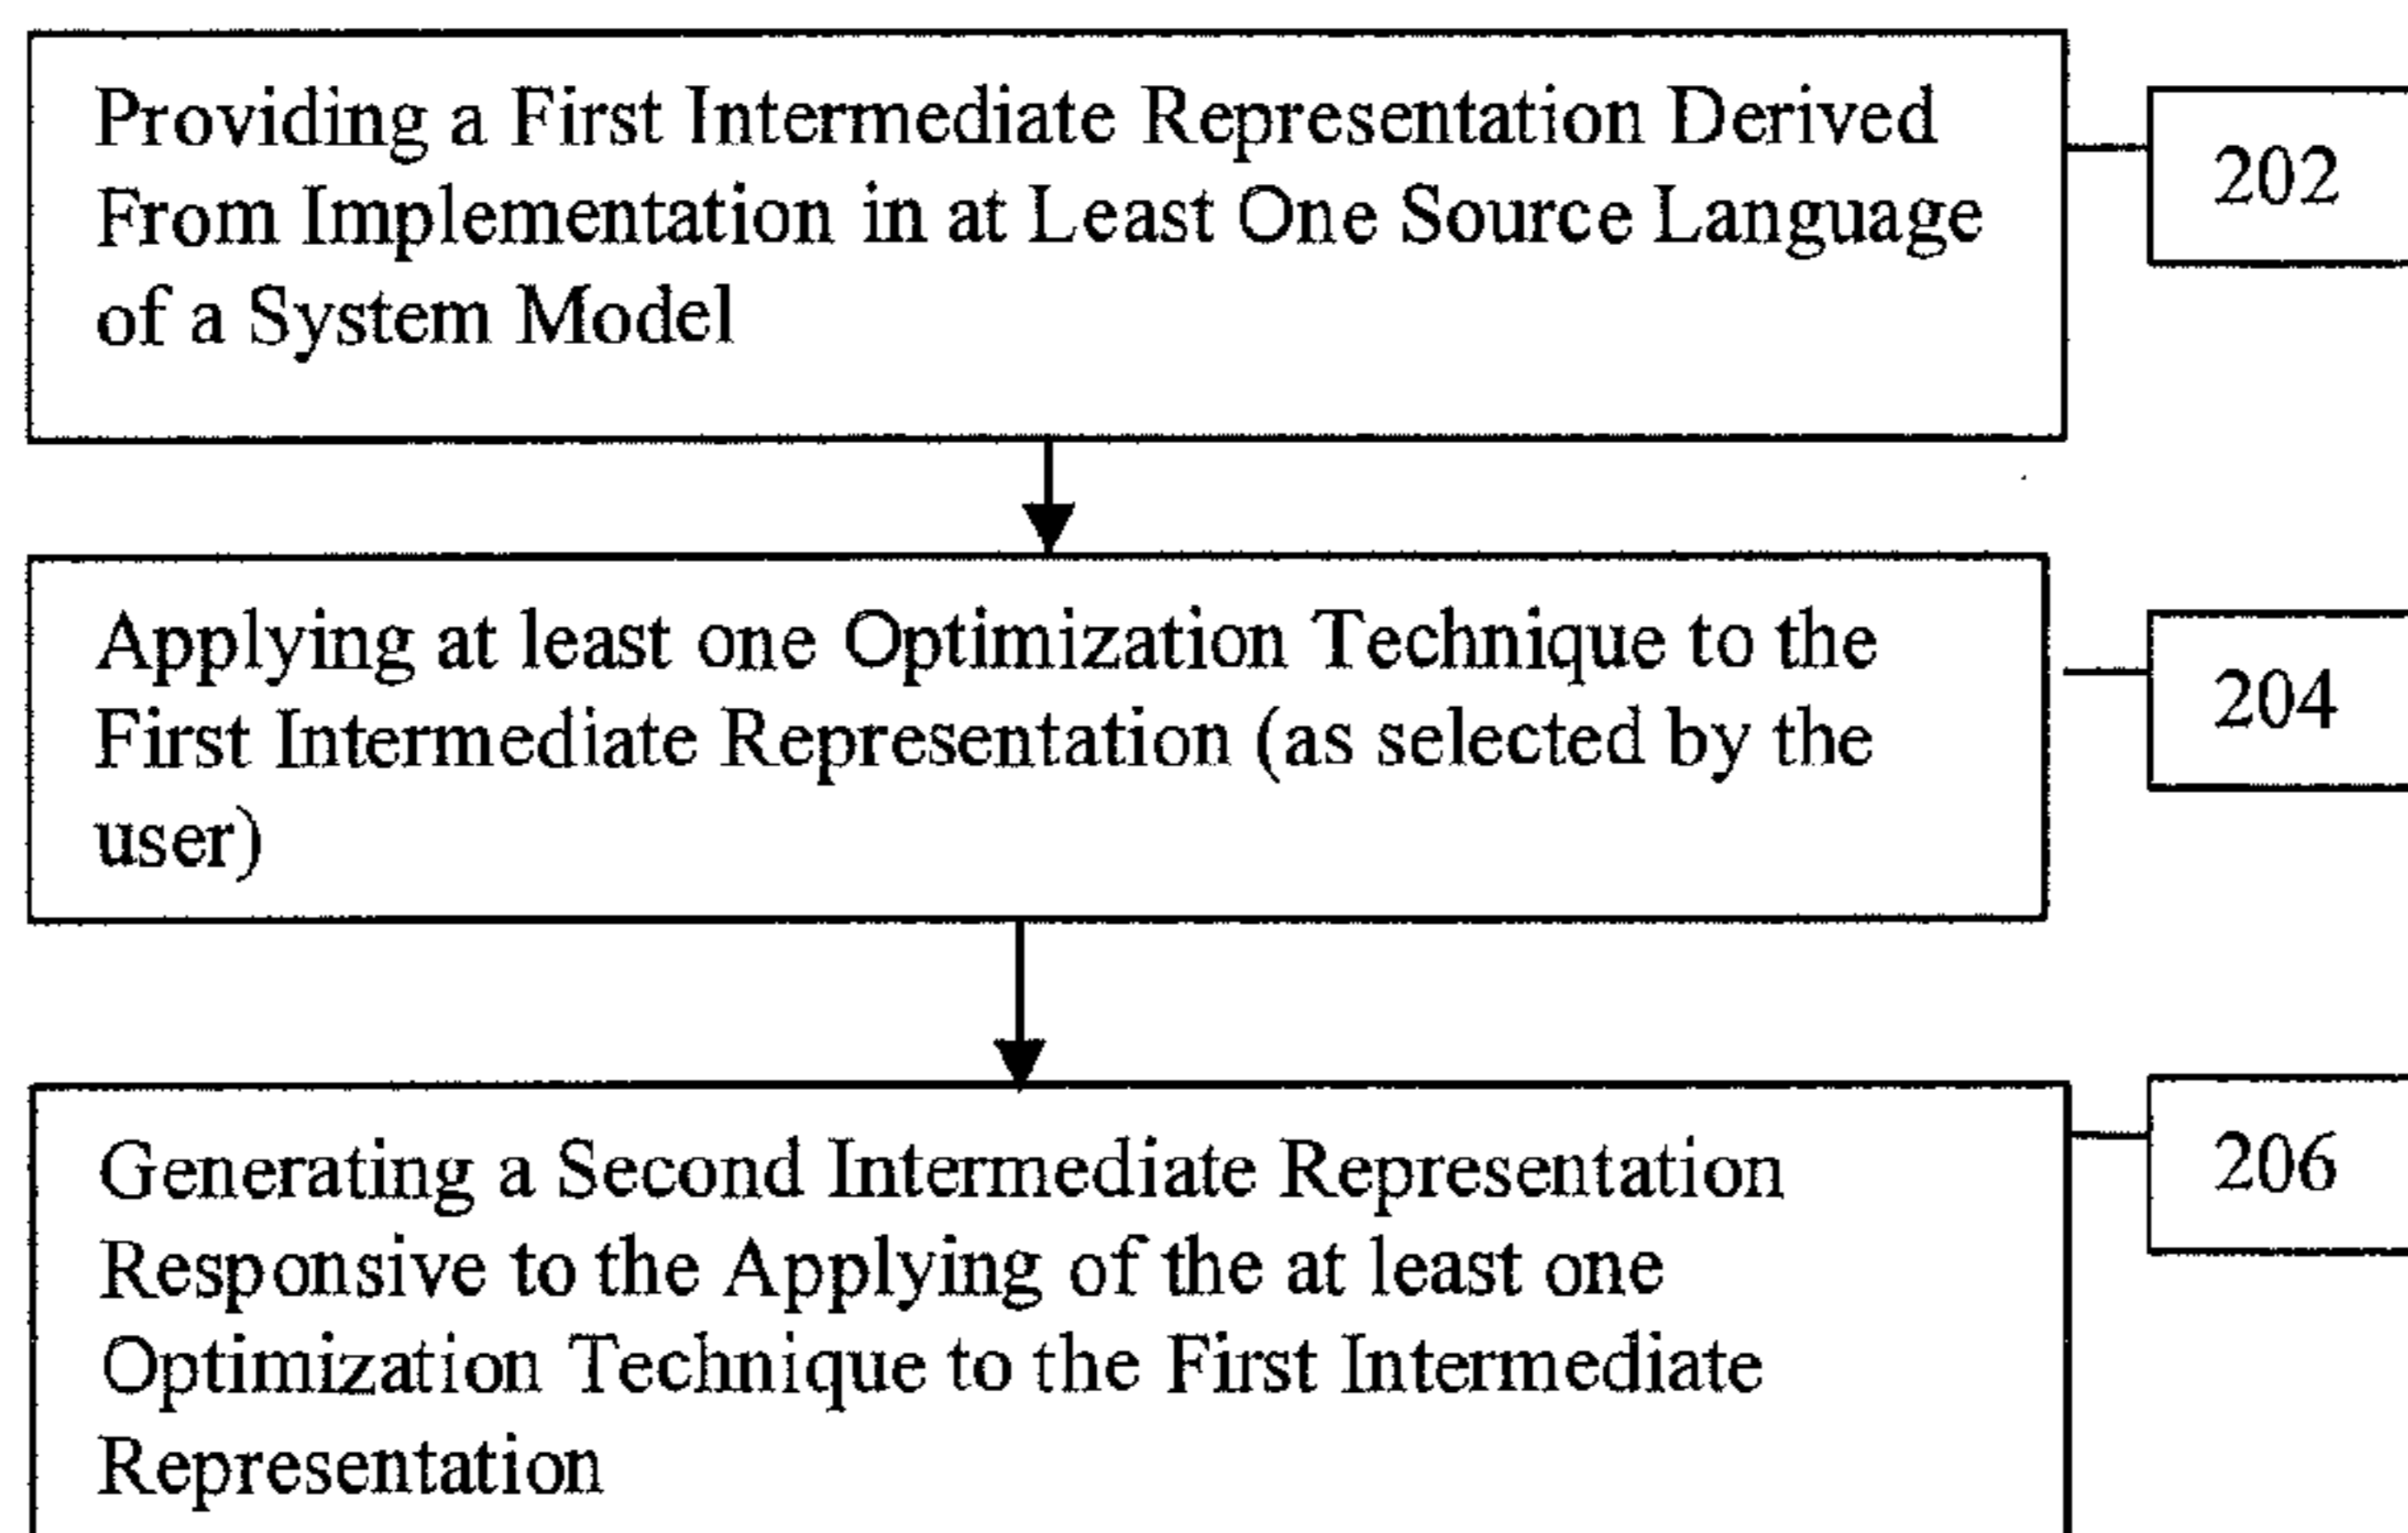 Providing a First Intermediate Representation Derived
From Implementation in at Least One Source Language
of a System Model
202
Applying at least one Optimization Technique to the
First Intermediate Representation (as selected by the
user)
204
Generating a Second Intermediate Representation
Responsive to the Applying of the at least one
Optimization Technique to the First Intermediate
Representation
206